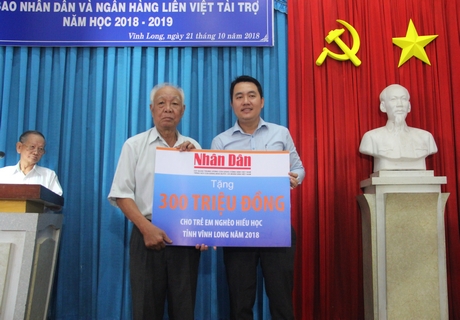 BÁO NHÂN DÂN VÀ NGÂN HÀNG LIÊN VIỆT TÀI TRỢ
NĂM HỌC 2018 - 2019
Vĩnh Long, ngày 21 tháng 10 năm 2018
Nhân Dân
Tặng
300 TRIỆU ĐỒNG
CHO TRẺ EM NGHÈO HIẾU HỌC
TỈNH VĨNH LONG NĂM 2018